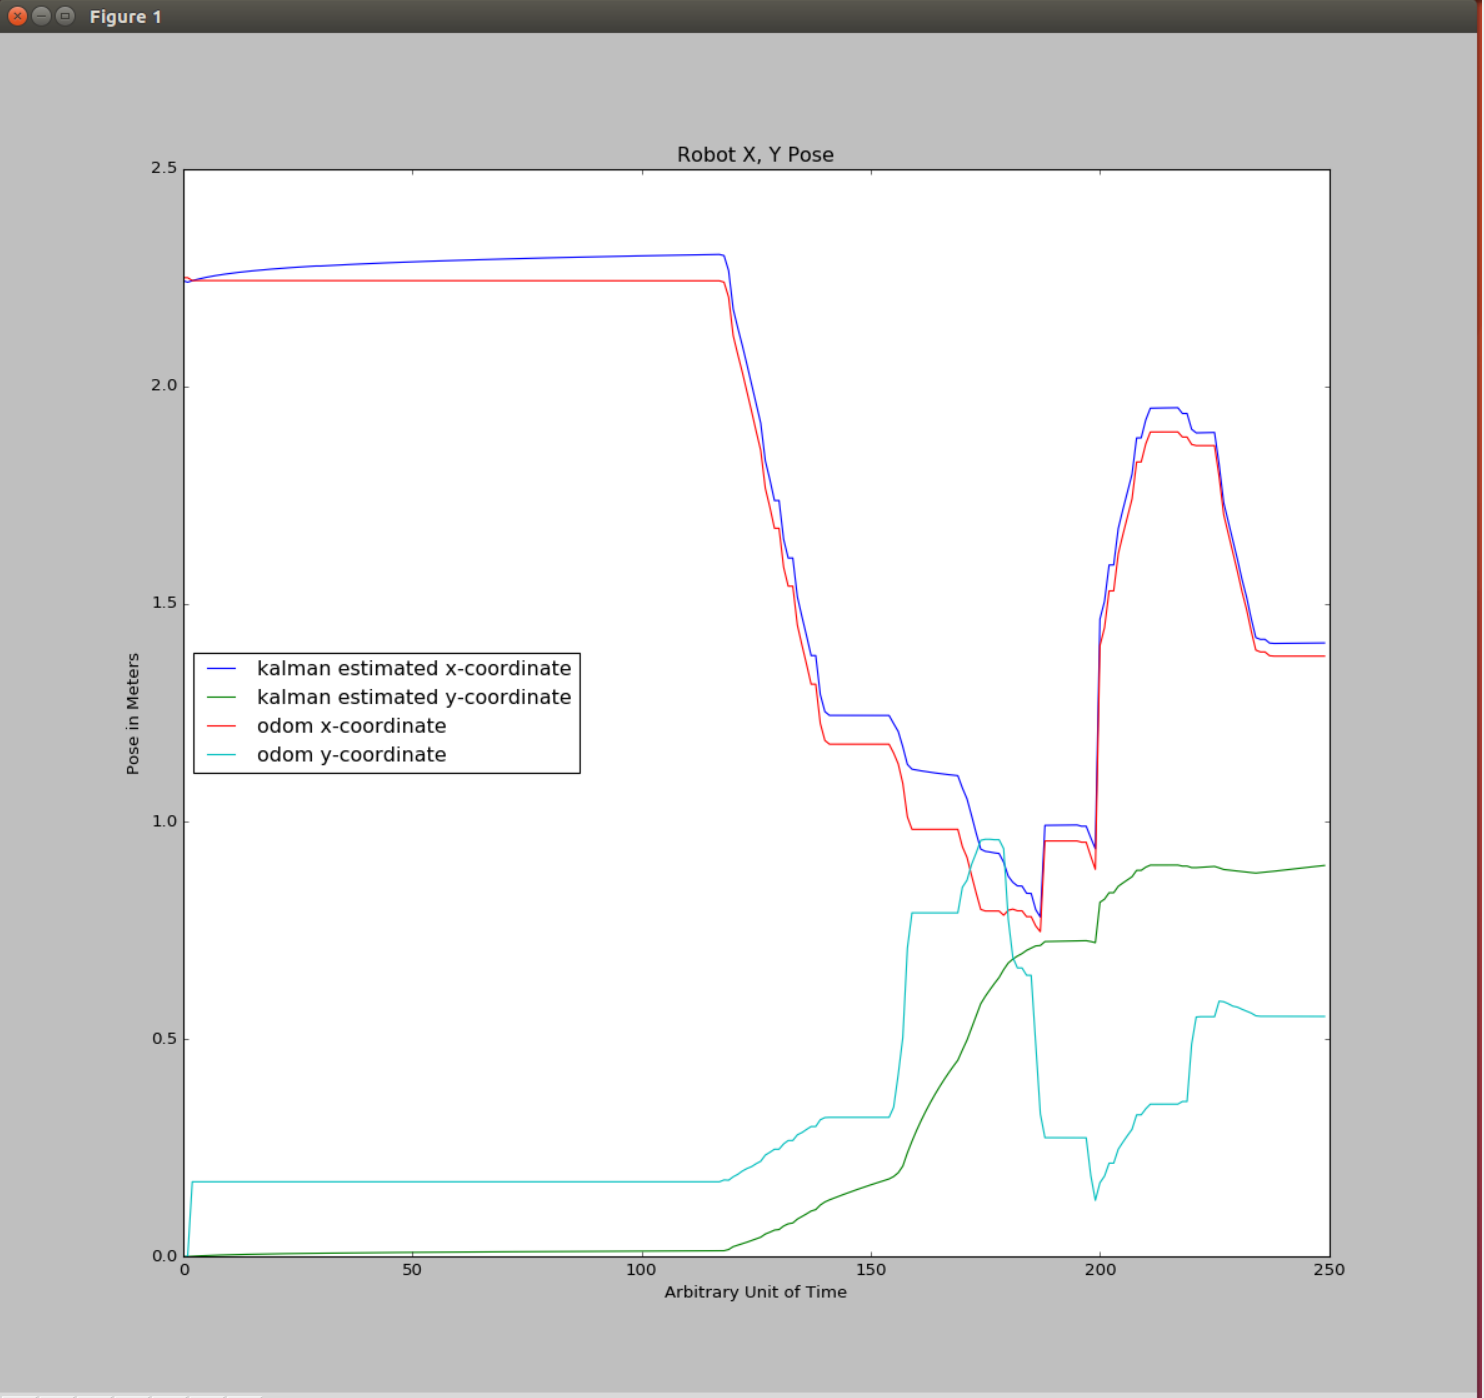 Figure 1
Robot X, Y Pose
2.5
2.0
1.5
1.0
0.5
0.0
Pose in Meters
kalman estimated x-coordinate
kalman estimated y-coordinate
odom x-coordinate
odom y-coordinate
0 50 100 150 200 250
Arbitrary Unit of Time